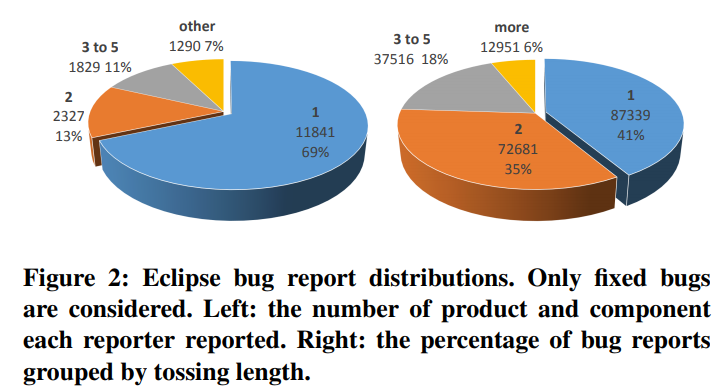 other
1290 7%
3 to 5
1829 11%
2
2327
13%
1
11841
69%
more
12951 6%
3 to 5
37516 18%
1
87339
41%
2
72681
35%
Figure 2: Eclipse bug report distributions. Only fixed bugs
are considered. Left: the number of product and component
each reporter reported. Right: the percentage of bug reports
grouped by tossing length.